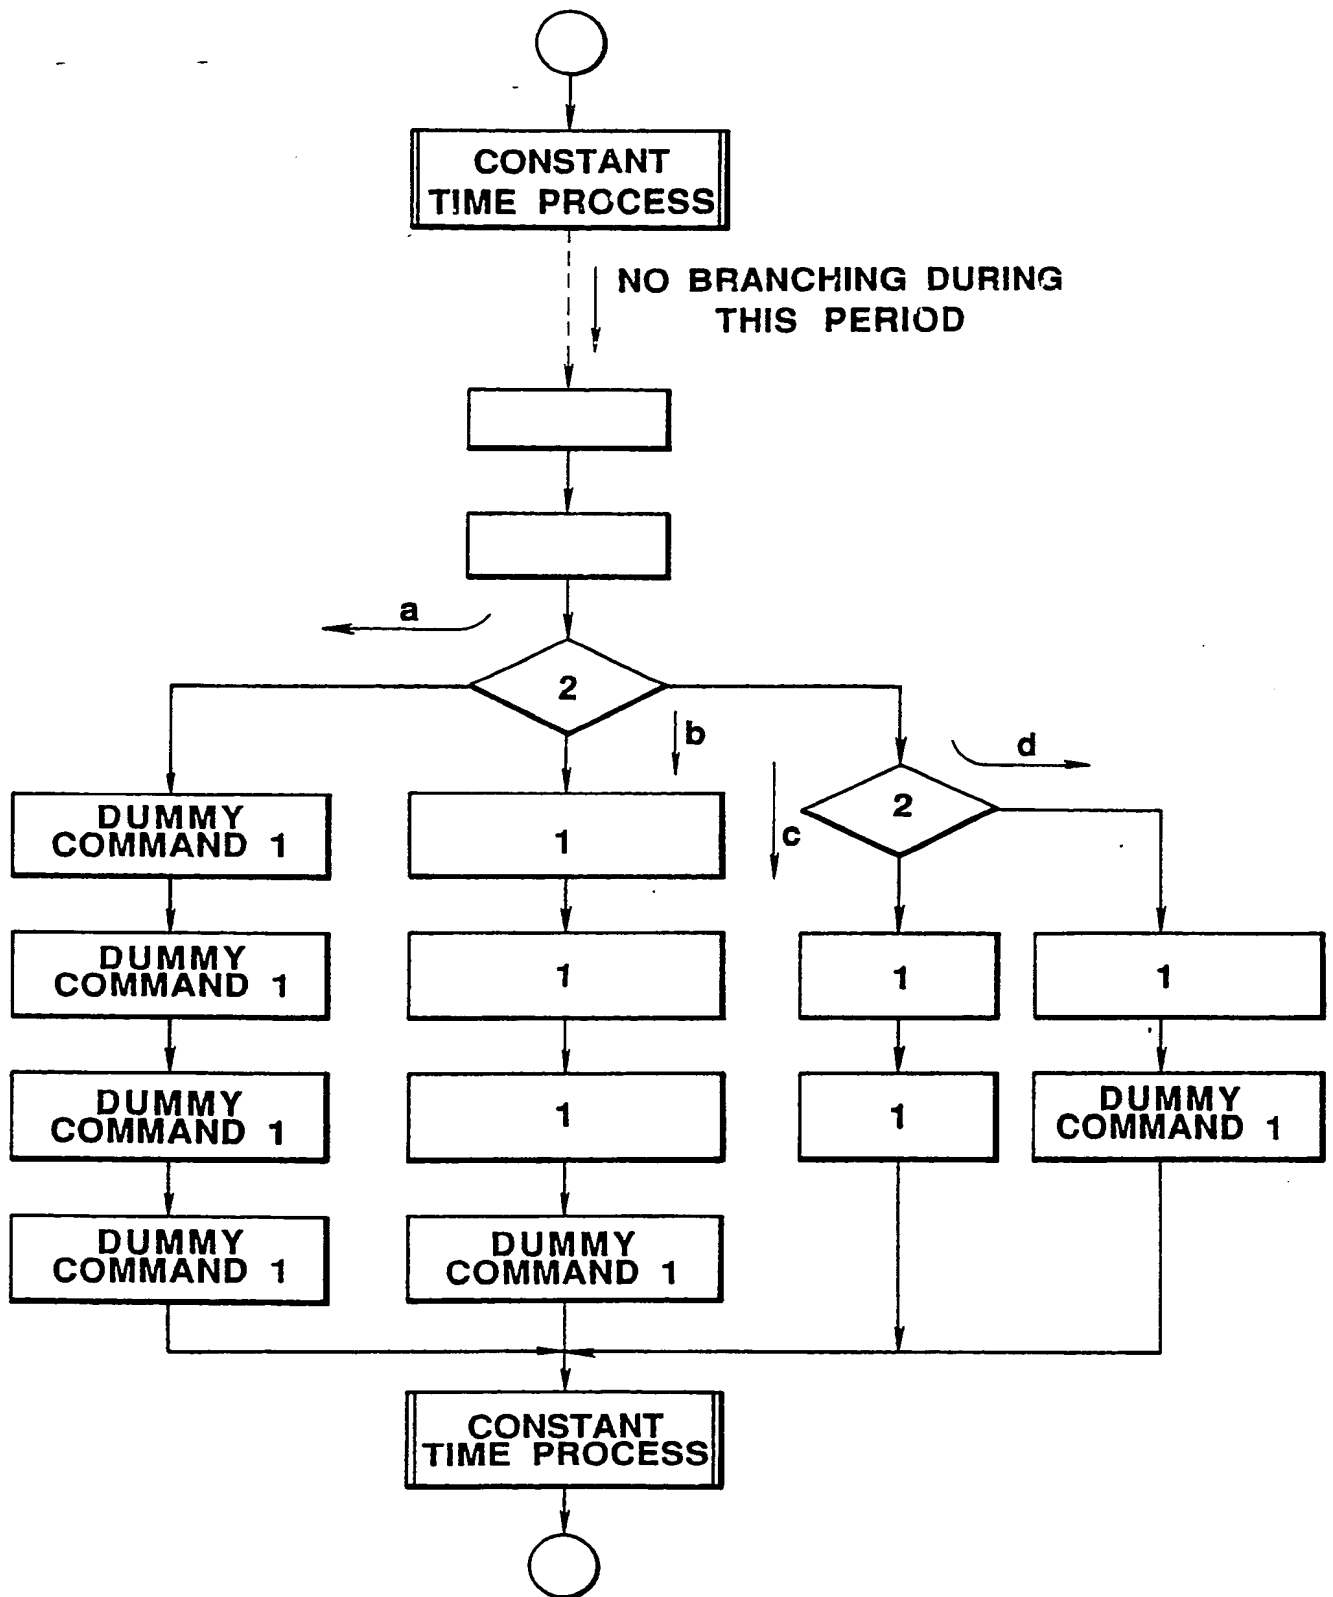 CONSTANT
TIME PROCESS
NO BRANCHING DURING
THIS PERIOD
a
2
b
d
2
c
DUMMY
COMMAND 1
1
DUMMY
COMMAND 1
1
1
1
DUMMY
COMMAND 1
1
1
DUMMY
COMMAND 1
DUMMY
COMMAND 1
DUMMY
COMMAND 1
CONSTANT
TIME PROCESS